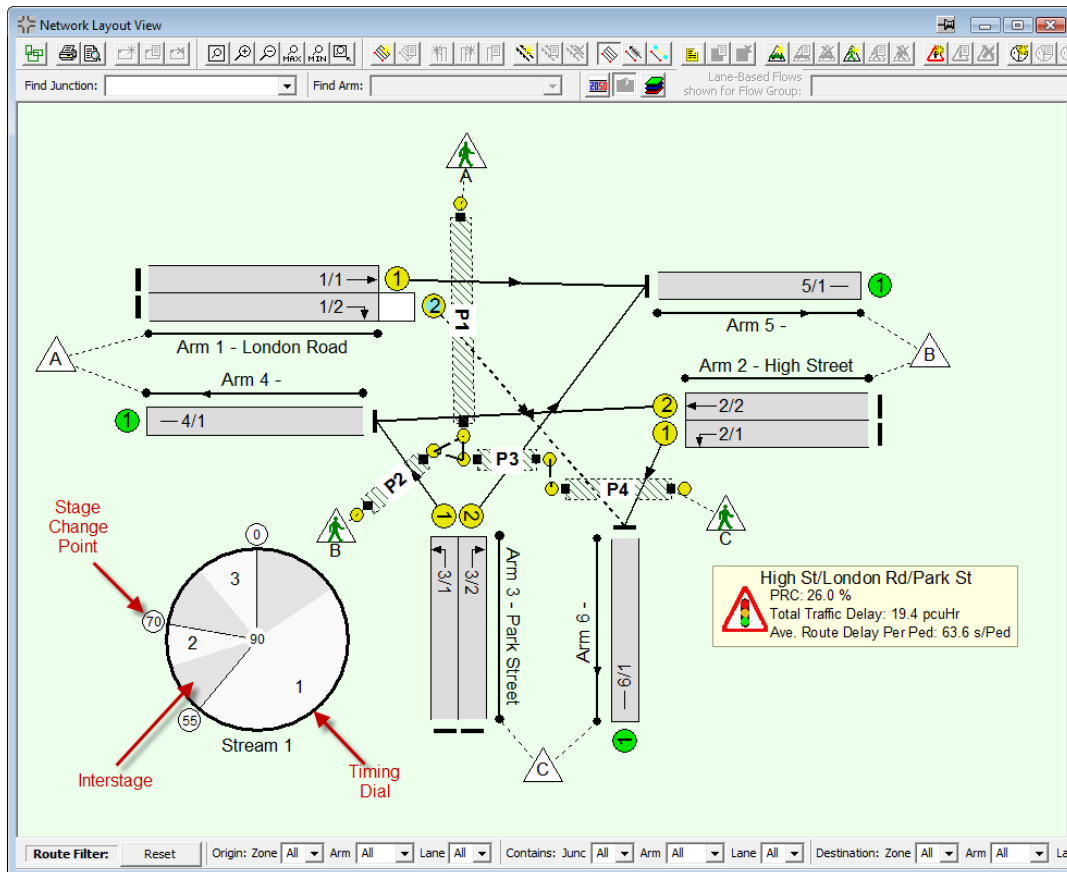 Network Layout View
MAX MIN
2050
Find Junction:
Find Arm:
Lane-Based Flows
shown for Flow Group:
A
1/1
1
5/1
1
1/2
2
P1
Arm 5 -
Arm 1 - London Road
A
B
Arm 4 -
Arm 2 - High Street
1
4/1
2
2/2
1
2/1
P3
P2
P4
B
C
1
2
3/1
3/2
Arm 3 - Park Street
Arm 6 -
6/1
1
C
Stage
Change
Point
0
3
70
2
90
1
55
Stream 1
Interstage
Timing
Dial
High St/London Rd/Park St
PRC: 26.0 %
Total Traffic Delay: 19.4 pcuHr
Ave. Route Delay Per Ped: 63.6 s/Ped
Route Filter: Reset Origin: Zone All Arm All Lane All Contains: Junc All Arm All Lane All Destination: Zone All Arm All La